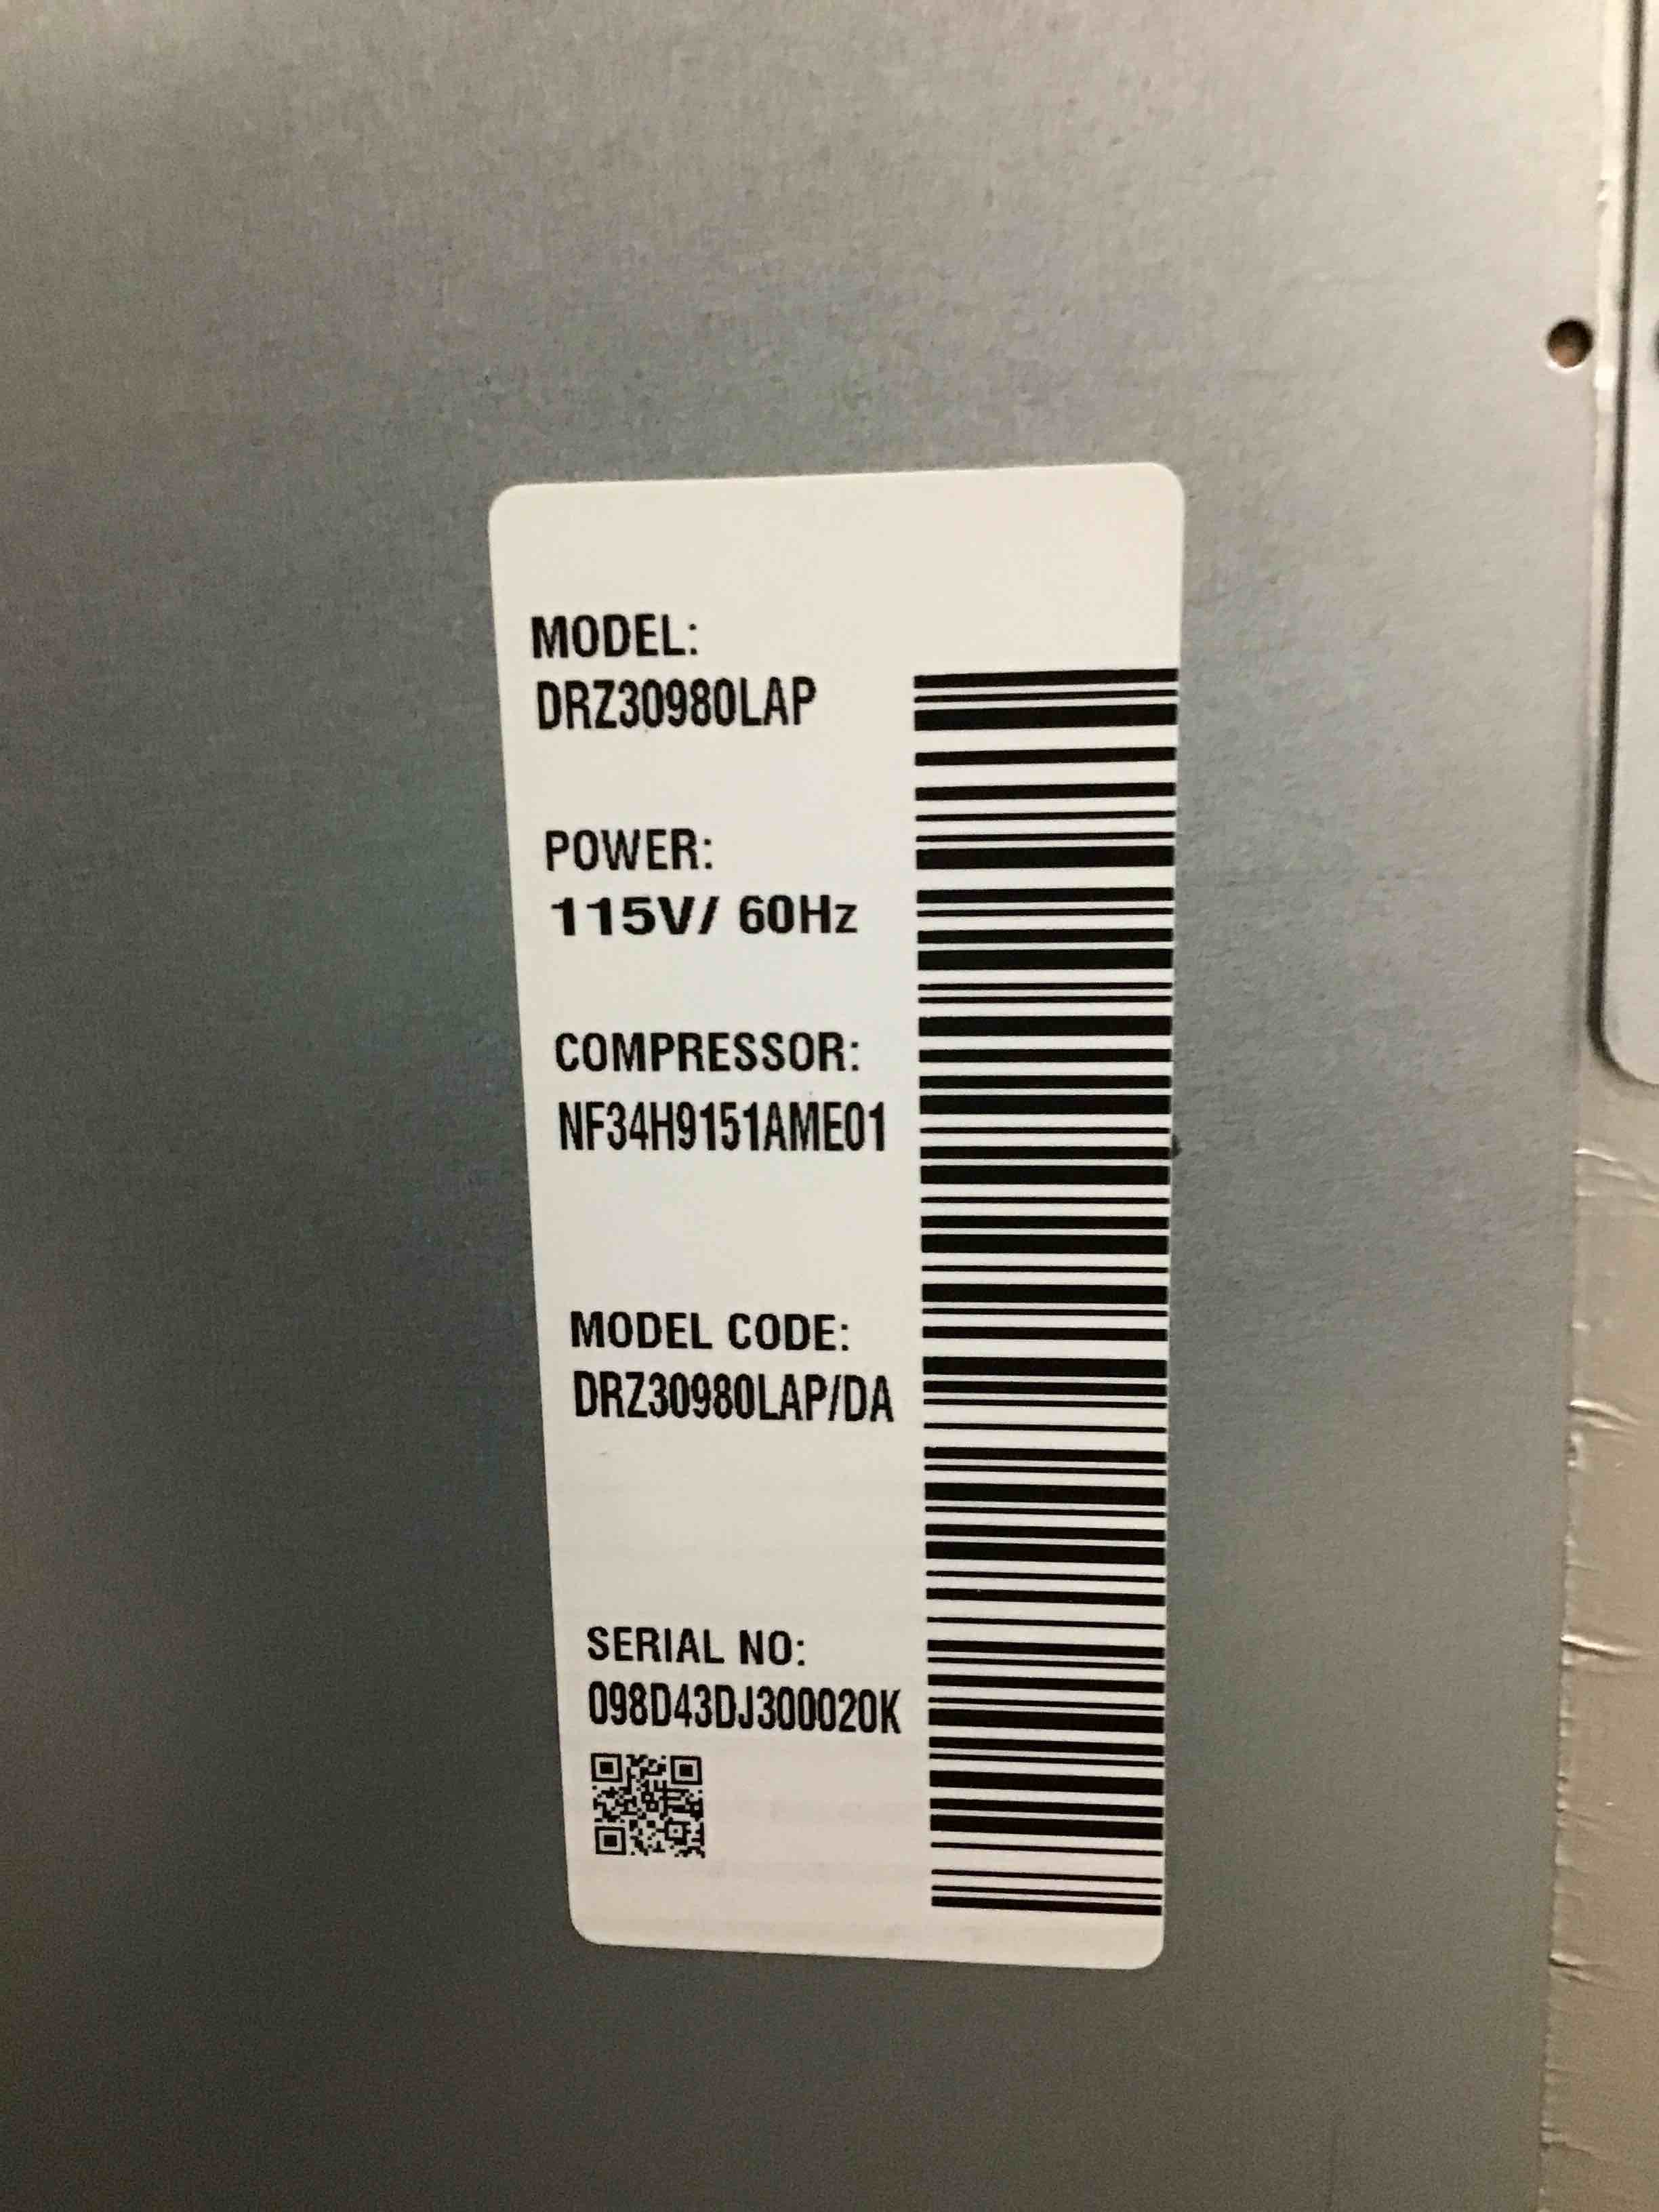 MODEL:
DRZ30980LAP
POWER:
115V/ 60Hz
COMPRESSOR:
NF34H9151AME01
MODEL CODE:
DRZ30980LAP/DA
SERIAL NO:
098D43DJ300020K